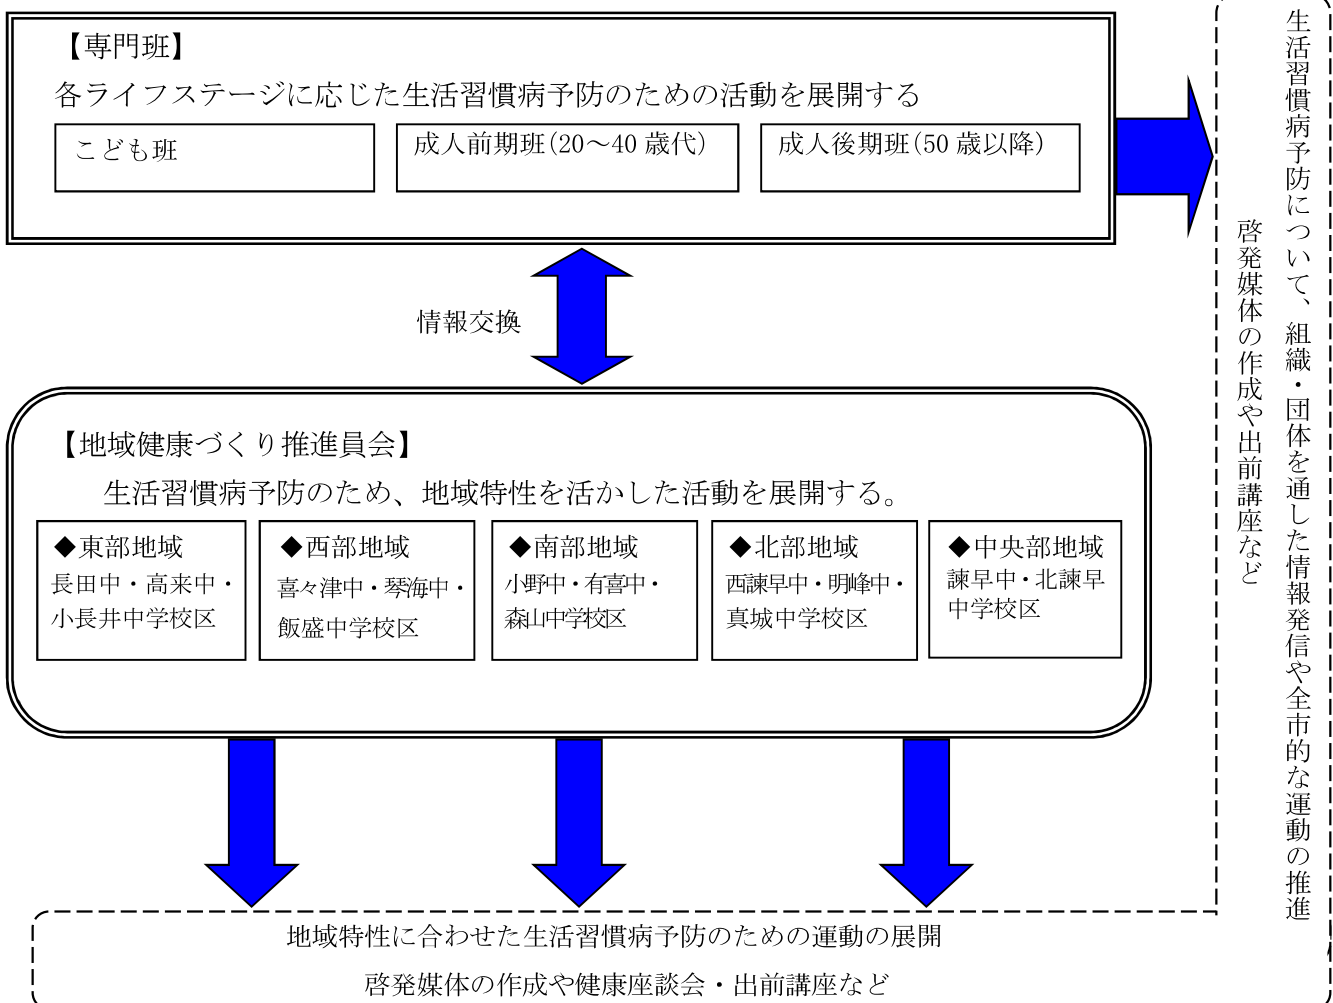 【専門班】
各ライフステージに応じた生活習慣病予防のための活動を展開する
こども班
成人前期班(20～40 歳代)
成人後期班(50 歳以降)
情報交換
【地域健康づくり推進員会】
生活習慣病予防のため、地域特性を活かした活動を展開する。
◆東部地域
長田中・高来中・
小長井中学校区
◆西部地域
喜々津中・琴海中・
飯盛中学校区
◆南部地域
小野中・有喜中・
森山中学校区
◆北部地域
西諫早中・明峰中・
真城中学校区
◆中央部地域
諫早中・北諫早
中学校区
生活習慣病予防について、組織・団体を通した情報発信や全市的な運動の推進
啓発媒体の作成や出前講座など
地域特性に合わせた生活習慣病予防のための運動の展開
啓発媒体の作成や健康座談会・出前講座など